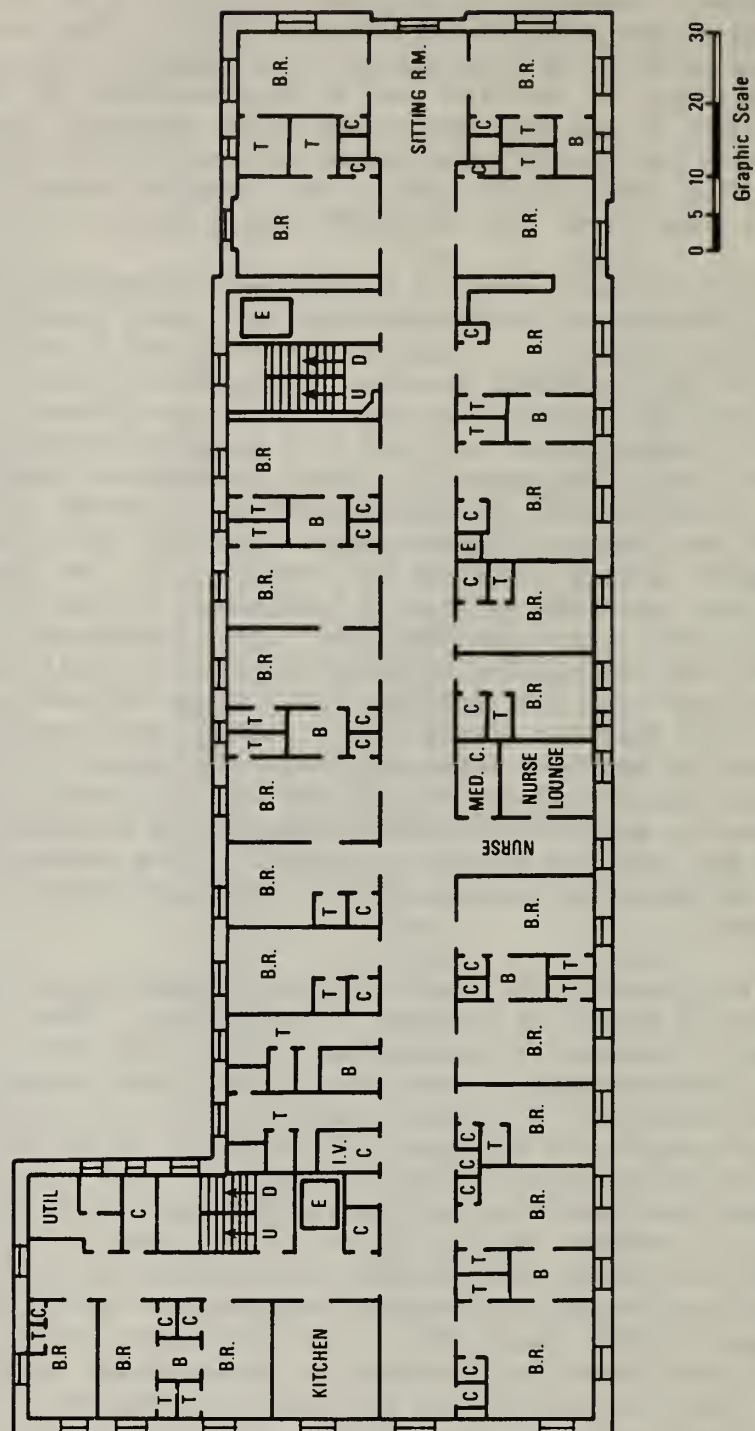 T C
UTIL
B.R
B.R
C
T C
B
T C
B.R.
U D
E
C
KITCHEN
T
I.V.
C
T
B
B.R.
T
C
B.R.
T
C
B.R.
T T
B
C C
B.R
B.R.
T T
B
C C
B.R
U D
E
B.R
T
T
C C
B.R.
SITTING R.M.
C
C
B.R.
T T
B
B.R.
C C C
T
B.R.
B.R.
C C
B
T T
B.R.
NURSE
MED. C.
NURSE
LOUNGE
C
T
B.R
C
T
B.R.
E C
B.R
T T
B
C
B.R
B.R.
C C
T T
B
B.R.
0 5 10 20 30
Graphic Scale